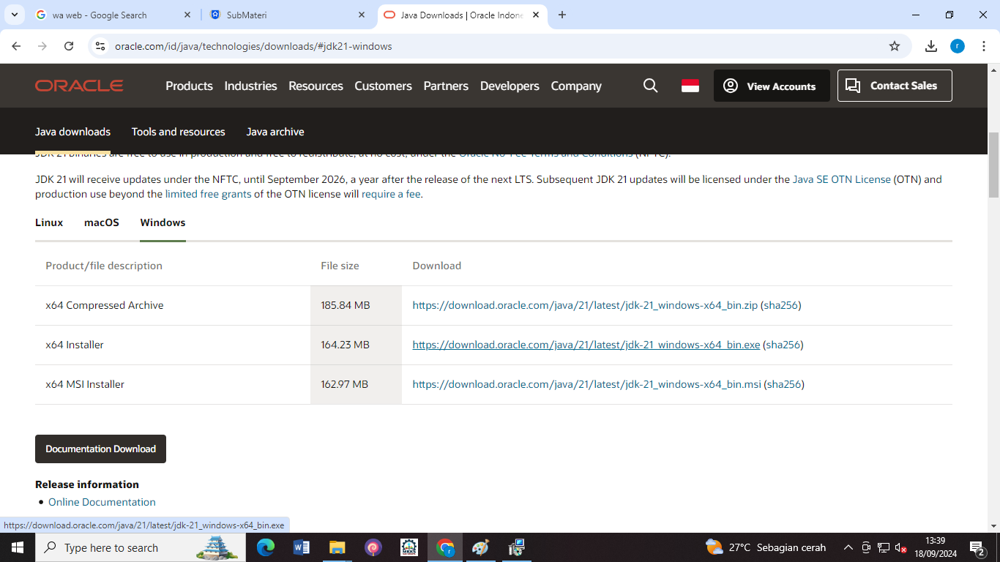 wa web - Google Search
SubMateri
Java Downloads | Oracle Indone
oracle.com/id/java/technologies/downloads/#jdk21-windows
r
ORACLE
Products Industries Resources Customers Partners Developers Company
View Accounts
Contact Sales
Java downloads Tools and resources Java archive
JDK 21 binaries are free to use in production and free to redistribute, at no cost, under the Oracle No-Fee Terms and Conditions (NFTC).
JDK 21 will receive updates under the NFTC, until September 2026, a year after the release of the next LTS. Subsequent JDK 21 updates will be licensed under the Java SE OTN License (OTN) and
production use beyond the limited free grants of the OTN license will require a fee.
Linux macOS Windows
Product/file description File size Download
x64 Compressed Archive 185.84 MB https://download.oracle.com/java/21/latest/jdk-21_windows-x64_bin.zip (sha256)
x64 Installer 164.23 MB https://download.oracle.com/java/21/latest/jdk-21_windows-x64_bin.exe (sha256)
x64 MSI Installer 162.97 MB https://download.oracle.com/java/21/latest/jdk-21_windows-x64_bin.msi (sha256)
Documentation Download
Release information
• Online Documentation
https://download.oracle.com/java/21/latest/jdk-21_windows-x64_bin.exe
Type here to search
27°C Sebagian cerah
13:39
18/09/2024
2